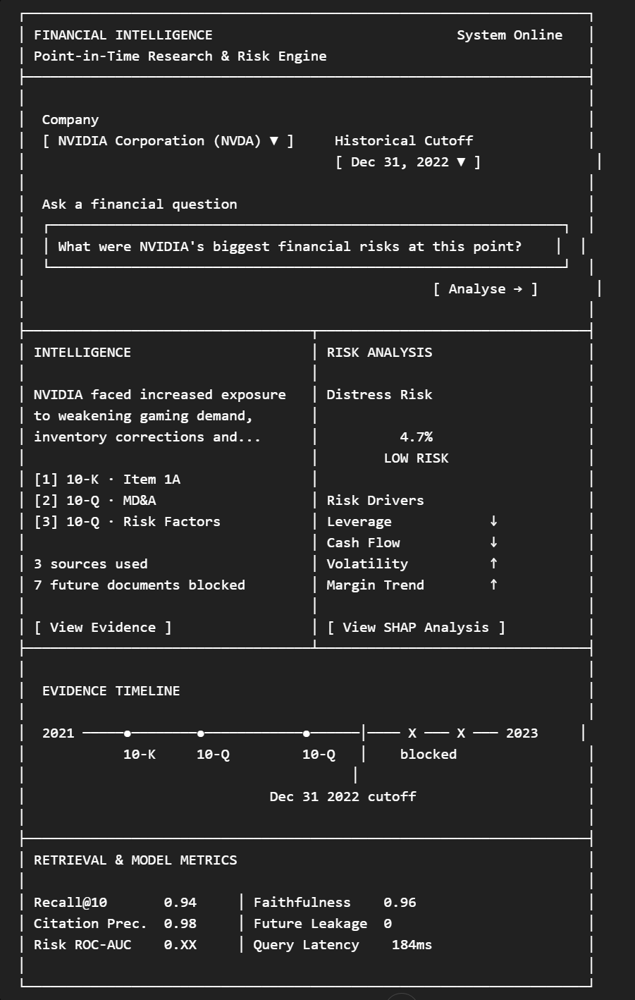 FINANCIAL INTELLIGENCE System Online
Point-in-Time Research & Risk Engine
Company
[ NVIDIA Corporation (NVDA) ▼ ] Historical Cutoff
[ Dec 31, 2022 ▼ ]
Ask a financial question
What were NVIDIA's biggest financial risks at this point?
[ Analyse → ]
INTELLIGENCE
NVIDIA faced increased exposure
to weakening gaming demand,
inventory corrections and...
[1] 10-K · Item 1A
[2] 10-Q · MD&A
[3] 10-Q · Risk Factors
3 sources used
7 future documents blocked
[ View Evidence ]
RISK ANALYSIS
Distress Risk
4.7%
LOW RISK
Risk Drivers
Leverage ↓
Cash Flow ↓
Volatility ↑
Margin Trend ↑
[ View SHAP Analysis ]
EVIDENCE TIMELINE
2021 ─────●────────●────────────●──────│──── X ─── X ─── 2023
10-K 10-Q 10-Q │ blocked
Dec 31 2022 cutoff
RETRIEVAL & MODEL METRICS
Recall@10 0.94 │ Faithfulness 0.96
Citation Prec. 0.98 │ Future Leakage 0
Risk ROC-AUC 0.XX │ Query Latency 184ms